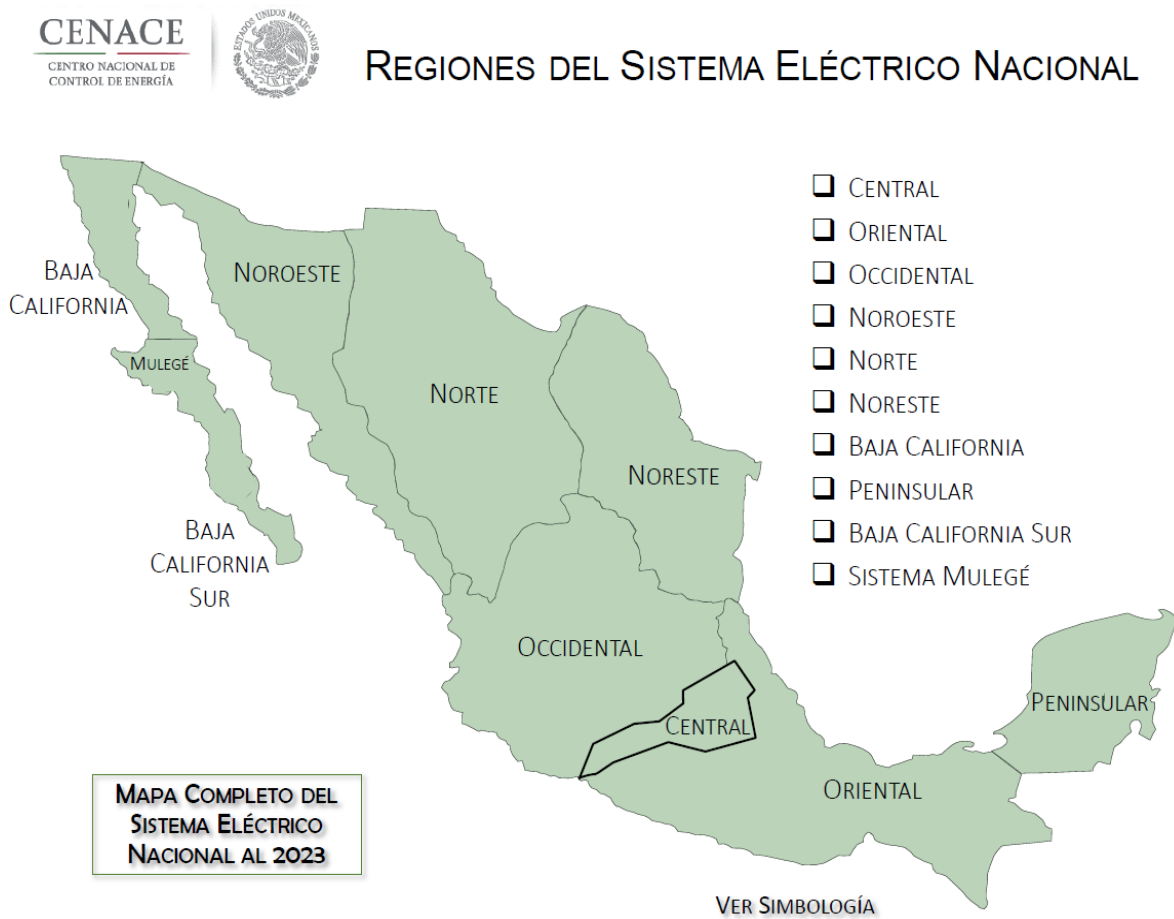 CENACE
CENTRO NACIONAL DE
CONTROL DE ENERGÍA
ESTADOS UNIDOS MEXICANOS
REGIONES DEL SISTEMA ELÉCTRICO NACIONAL
CENTRAL
ORIENTAL
OCCIDENTAL
NOROESTE
NORTE
NORESTE
BAJA CALIFORNIA
PENINSULAR
BAJA CALIFORNIA SUR
SISTEMA MULEGÉ
BAJA
CALIFORNIA
NOROESTE
MULEGÉ
NORTE
NORESTE
BAJA
CALIFORNIA
SUR
OCCIDENTAL
CENTRAL
PENINSULAR
ORIENTAL
MAPA COMPLETO DEL
SISTEMA ELÉCTRICO
NACIONAL AL 2023
VER SIMBOLOGÍA